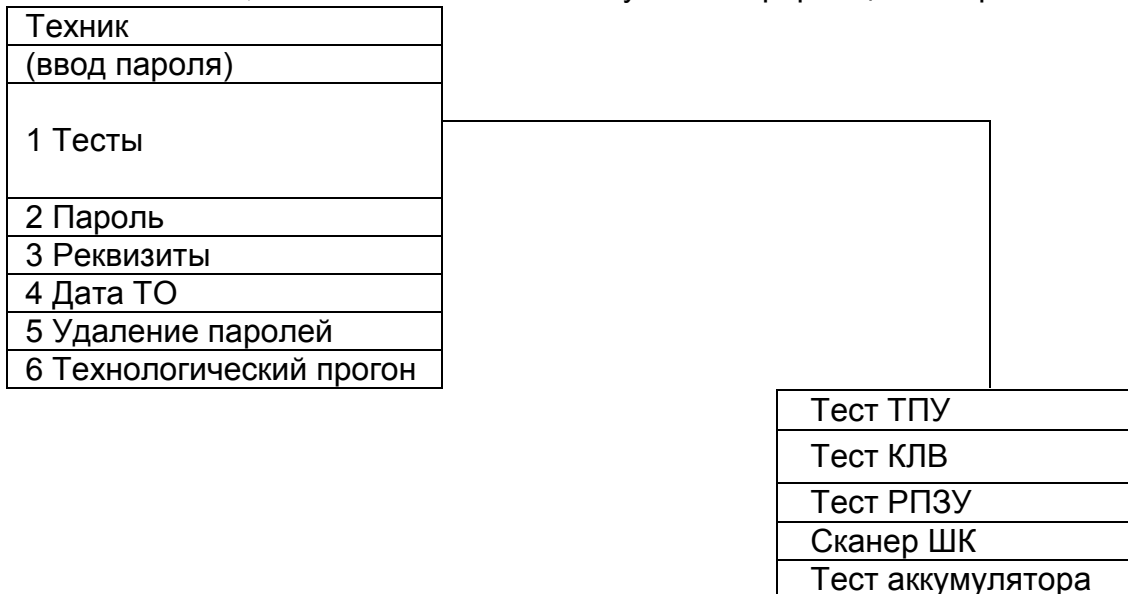 Техник
(ввод пароля)
1 Тесты
2 Пароль
3 Реквизиты
4 Дата ТО
5 Удаление паролей
6 Технологический прогон
Тест ТПУ
Тест КЛВ
Тест РПЗУ
Сканер ШК
Тест аккумулятора